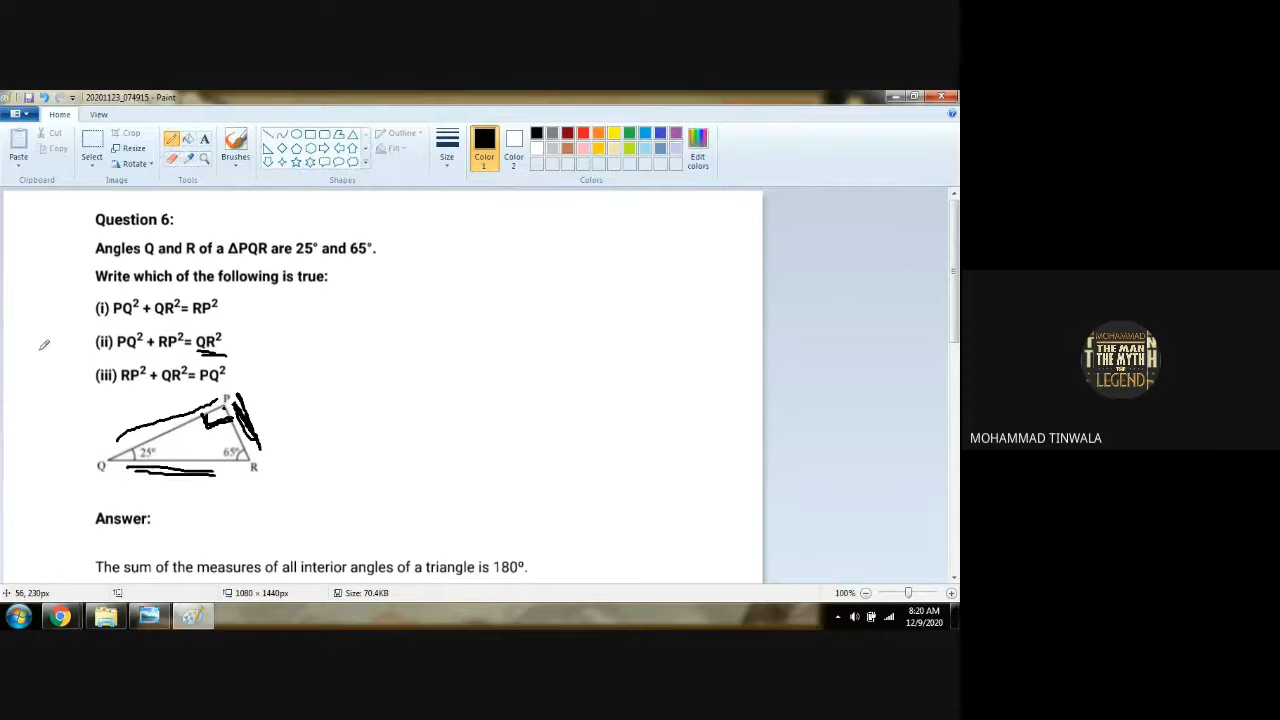 20201123_074915 - Paint
Home
View
Paste
Cut
Copy
Clipboard
Select
Crop
Resize
Rotate
Image
Tools
Brushes
Shapes
Outline
Fill
Size
Color 1
Color 2
Edit colors
Colors
Question 6:
Angles Q and R of a ΔPQR are 25° and 65°.
Write which of the following is true:
(i) PQ² + QR²= RP²
(ii) PQ² + RP²= QR²
(iii) RP² + QR²= PQ²
P
25°
65°
Q
R
Answer:
The sum of the measures of all interior angles of a triangle is 180º.
56, 230px
1080 × 1440px
Size: 70.4KB
100%
8:20 AM
12/9/2020
MOHAMMAD
THE MAN
THE MYTH
THE
LEGEND
MOHAMMAD TINWALA